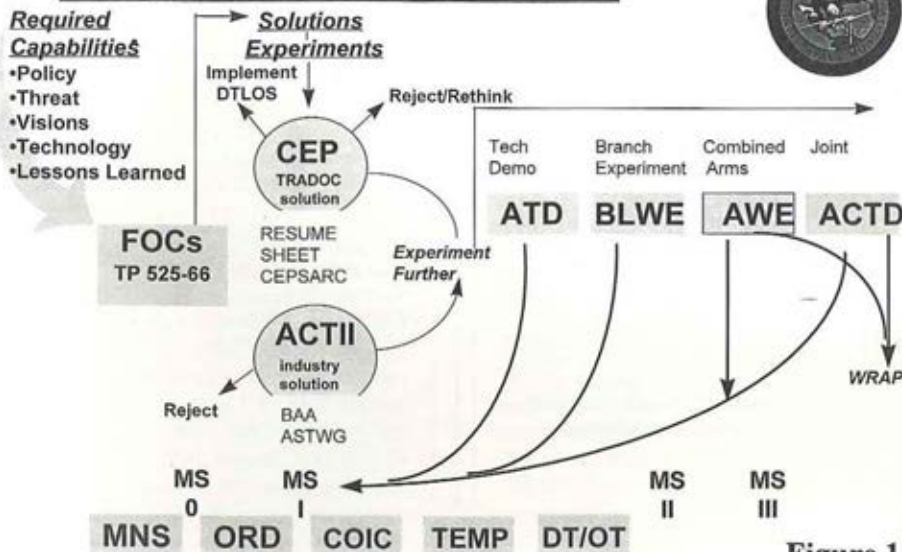 Required
Capabilities
•Policy
•Threat
•Visions
•Technology
•Lessons Learned
Solutions
Experiments
Implement
DTLOS
Reject/Rethink
CEP
TRADOC
solution
RESUME
SHEET
CEPSARC
FOCs
TP 525-66
Experiment
Further
ACTII
industry
solution
Reject
BAA
ASTWG
Tech
Demo
Branch
Experiment
Combined
Arms
Joint
ATD
BLWE
AWE
ACTD
WRAP
MS
0
MS
I
MS
II
MS
III
MNS
ORD
COIC
TEMP
DT/OT
Figure 1